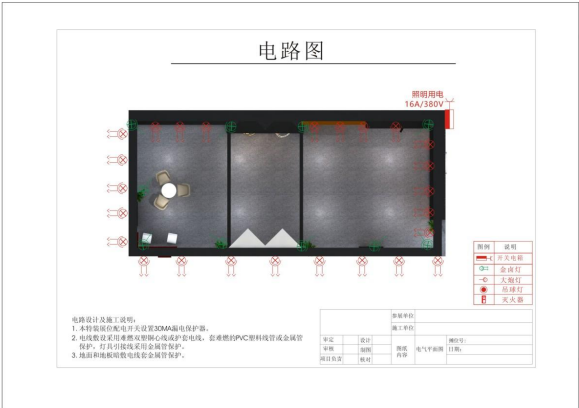 电路图
照明用电
16A/380V
图例 说明
开关电箱
金卤灯
大炮灯
吊球灯
灭火器
电路设计及施工说明:
1. 本特装展位配电开关设置30MA漏电保护器。
2. 电线敷设采用难燃双塑铜心线或护套电线,套难燃的PVC塑料线管或金属管
保护。灯具引接线采用金属管保护。
3. 地面和地板暗敷电线套金属管保护。
参展单位
施工单位
审定 设计
审核 制图
项目负责 核对
图纸
内容
电气平面图
展位号:
日期: